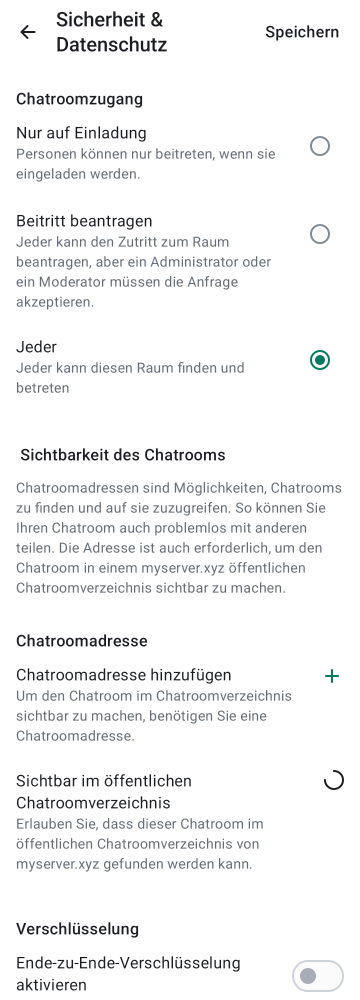 Sicherheit &
Datenschutz
Speichern
Chatroomzugang
Nur auf Einladung
Personen können nur beitreten, wenn sie
eingeladen werden.
Beitritt beantragen
Jeder kann den Zutritt zum Raum
beantragen, aber ein Administrator oder
ein Moderator müssen die Anfrage
akzeptieren.
Jeder
Jeder kann diesen Raum finden und
betreten
Sichtbarkeit des Chatrooms
Chatroomadressen sind Möglichkeiten, Chatrooms
zu finden und auf sie zuzugreifen. So können Sie
Ihren Chatroom auch problemlos mit anderen
teilen. Die Adresse ist auch erforderlich, um den
Chatroom in einem myserver.xyz öffentlichen
Chatroomverzeichnis sichtbar zu machen.
Chatroomadresse
Chatroomadresse hinzufügen
Um den Chatroom im Chatroomverzeichnis
sichtbar zu machen, benötigen Sie eine
Chatroomadresse.
Sichtbar im öffentlichen
Chatroomverzeichnis
Erlauben Sie, dass dieser Chatroom im
öffentlichen Chatroomverzeichnis von
myserver.xyz gefunden werden kann.
Verschlüsselung
Ende-zu-Ende-Verschlüsselung
aktivieren